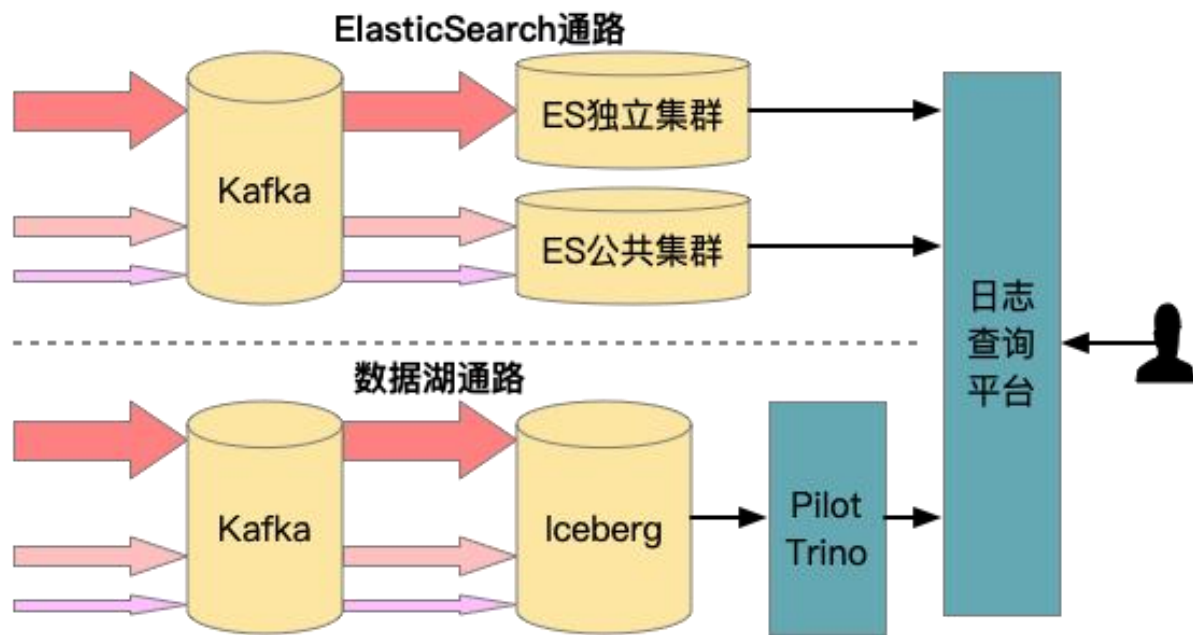 ElasticSearch通路
Kafka
ES独立集群
ES公共集群
日志
查询
平台
数据湖通路
Kafka
Iceberg
Pilot
Trino